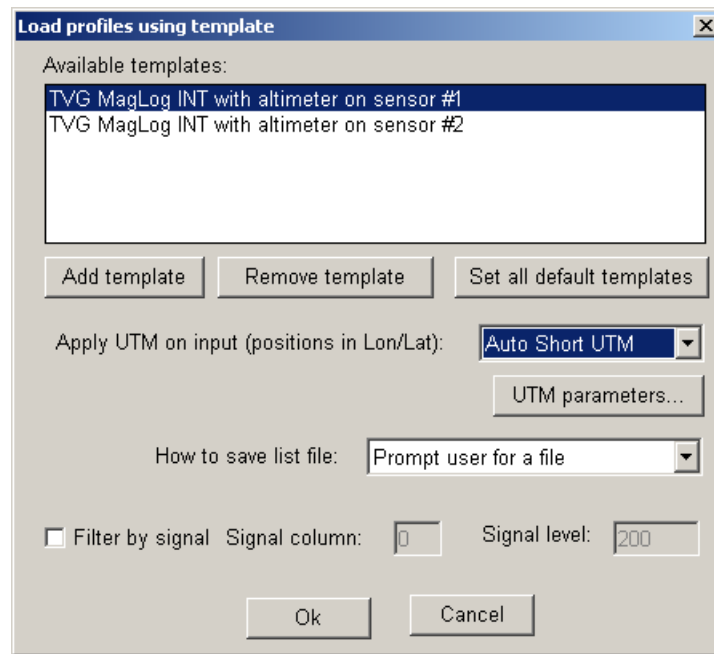 Load profiles using template
Available templates:
TVG MagLog INT with altimeter on sensor #1
TVG MagLog INT with altimeter on sensor #2
Add template Remove template Set all default templates
Apply UTM on input (positions in Lon/Lat): Auto Short UTM
UTM parameters...
How to save list file: Prompt user for a file
Filter by signal Signal column: 0 Signal level: 200
Ok Cancel